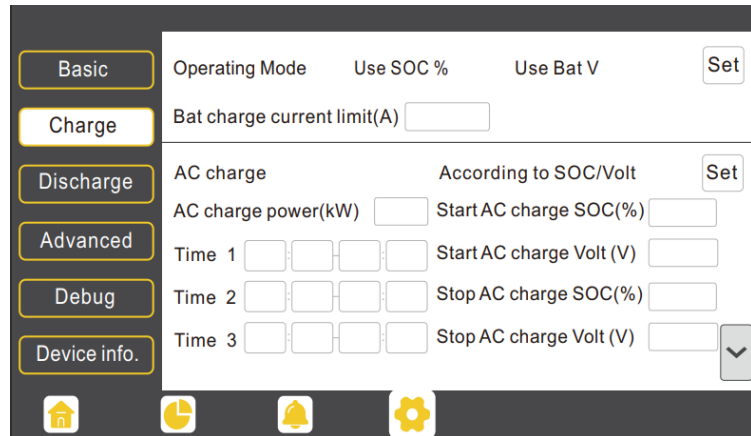 Basic
Charge
Discharge
Advanced
Debug
Device info.
Operating Mode Use SOC % Use Bat V Set
Bat charge current limit(A)
AC charge According to SOC/Volt Set
AC charge power(kW) Start AC charge SOC(%)
Time 1 : - : Start AC charge Volt (V)
Time 2 : - : Stop AC charge SOC(%)
Time 3 : - : Stop AC charge Volt (V)